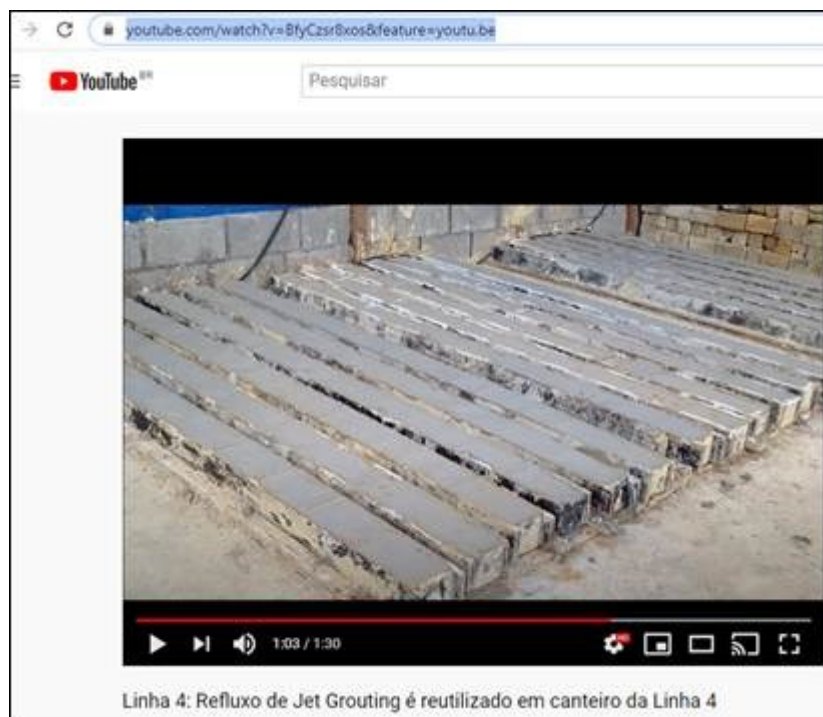 youtube.com/watch?v=BfyCzsr8xos&feature=youtu.be
YouTube BR
Pesquisar
1:03 / 1:30
Linha 4: Refluxo de Jet Grouting é reutilizado em canteiro da Linha 4